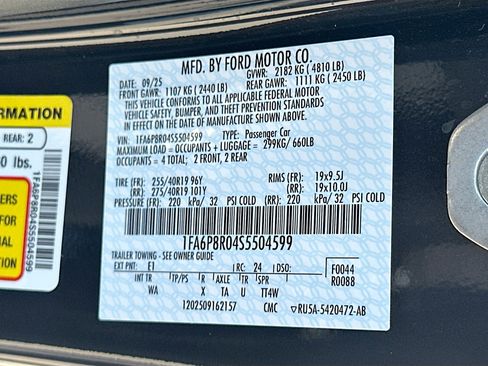 ORMATION
REAR: 2
0 lbs.
1FA6P8R04S5504599
MFD. BY FORD MOTOR CO.
DATE: 09/25 GVWR: 2182 KG ( 4810 LB)
FRONT GAWR: 1107 KG ( 2440 LB) REAR GAWR: 1111 KG ( 2450 LB)
THIS VEHICLE CONFORMS TO ALL APPLICABLE FEDERAL MOTOR
VEHICLE SAFETY, BUMPER, AND THEFT PREVENTION STANDARDS
IN EFFECT ON THE DATE OF MANUFACTURE SHOWN ABOVE.
VIN: 1FA6P8R04S5504599 TYPE: Passenger Car
MAXIMUM LOAD = OCCUPANTS + LUGGAGE = 299KG/ 660LB
OCCUPANTS = 4 TOTAL; 2 FRONT, 2 REAR
TIRE (FR): 255/40R19 96Y RIMS (FR): 19x9.5J
(RR): 275/40R19 101Y (RR): 19x10.0J
PRESSURE (FR): 220 kPa/ 32 PSI COLD (RR): 220 kPa/ 32 PSI COLD
1FA6P8R04S5504599
TRAILER TOWING - SEE OWNER GUIDE
EXT PNT: E1 RC: 24 DSO: F0044
R0088
WB INT TR TP/PS R AXLE TR SPR
WA X TA U TT4W
1202509162157 CMC RU5A-5420472-AB